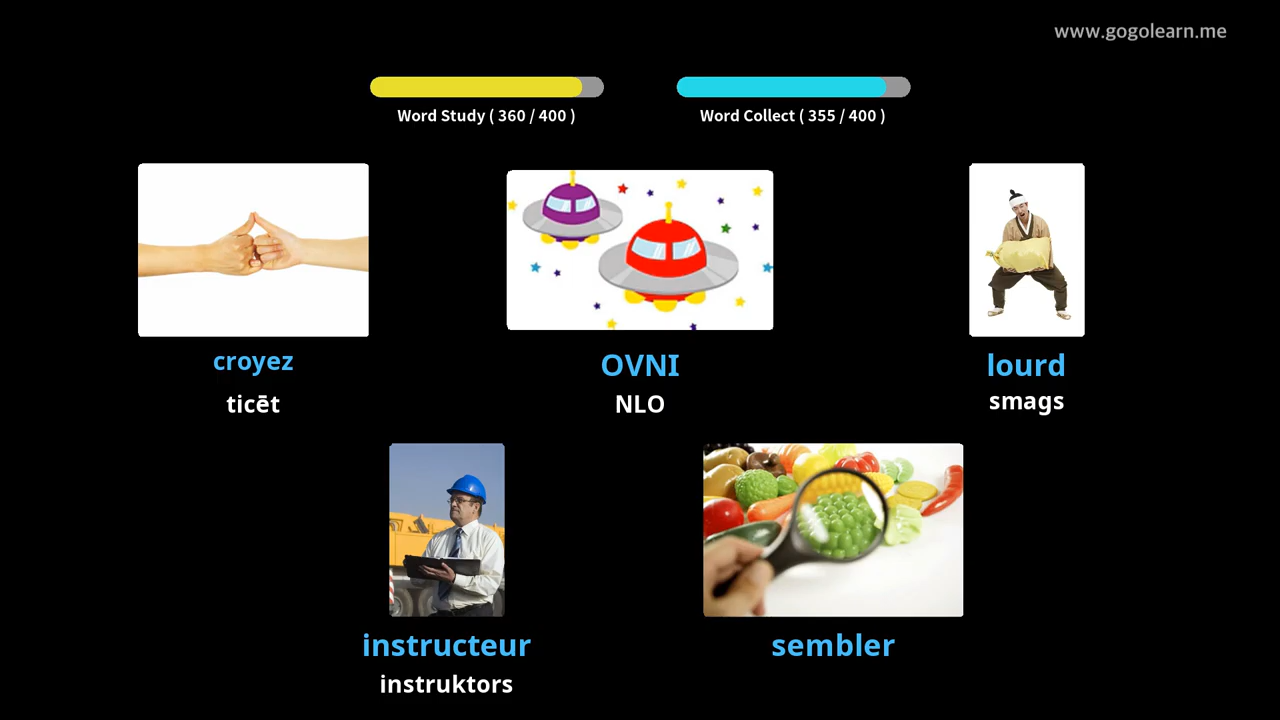 www.gogolearn.me
Word Study ( 360 / 400 )
Word Collect ( 355 / 400 )
croyez
ticēt
OVNI
NLO
lourd
smags
instructeur
instruktors
sembler